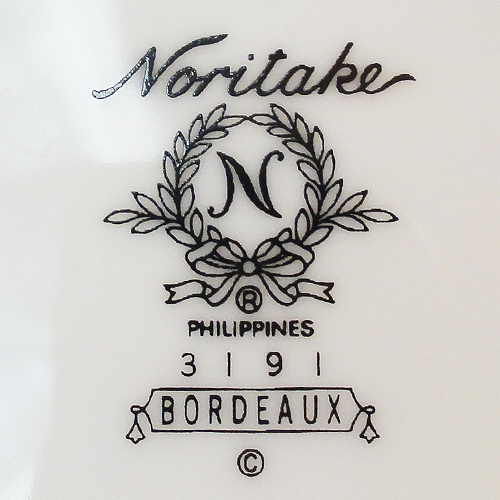 Noritake
N
®
PHILIPPINES
3191
BORDEAUX
©